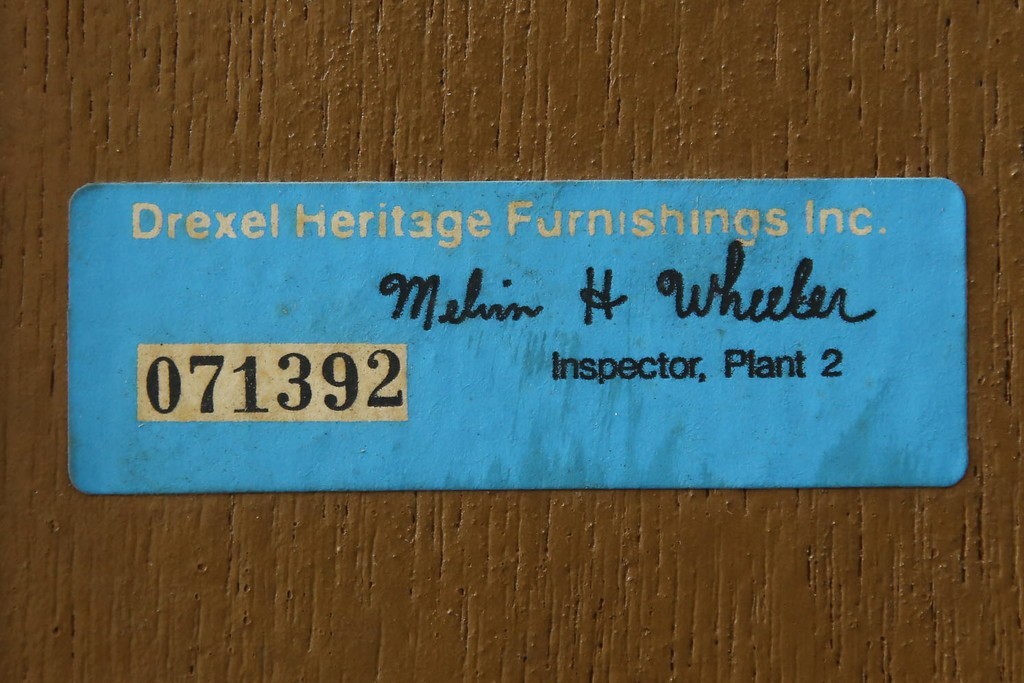 Drexel Heritage Furnishings Inc.
Melvin H Wheeler
071392
Inspector, Plant 2